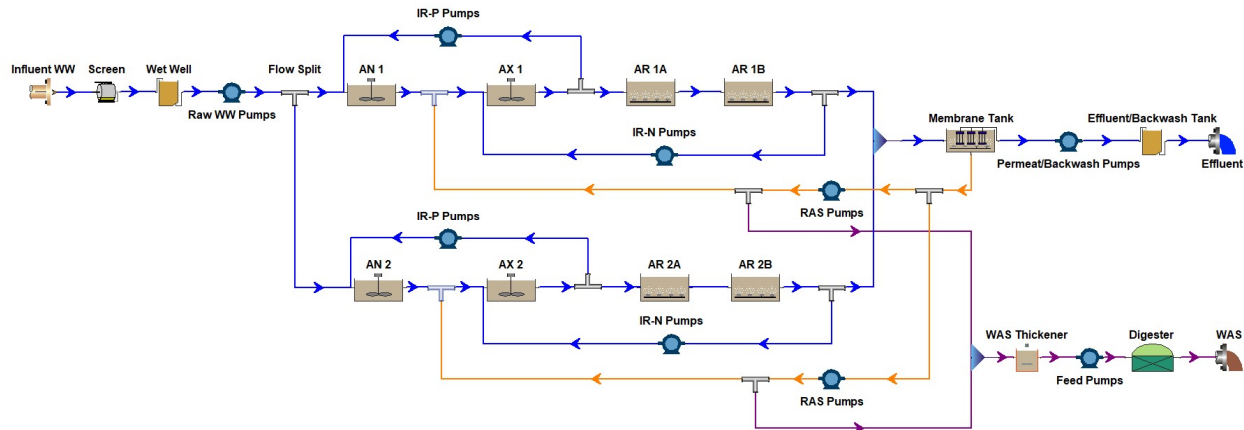 IR-P Pumps
Influent WW
Screen
Wet Well
Flow Split
AN 1
AX 1
AR 1A
AR 1B
Raw WW Pumps
Membrane Tank
Effluent/Backwash Tank
IR-N Pumps
Permeat/Backwash Pumps
Effluent
RAS Pumps
IR-P Pumps
AN 2
AX 2
AR 2A
AR 2B
IR-N Pumps
WAS Thickener
Digester
WAS
Feed Pumps
RAS Pumps